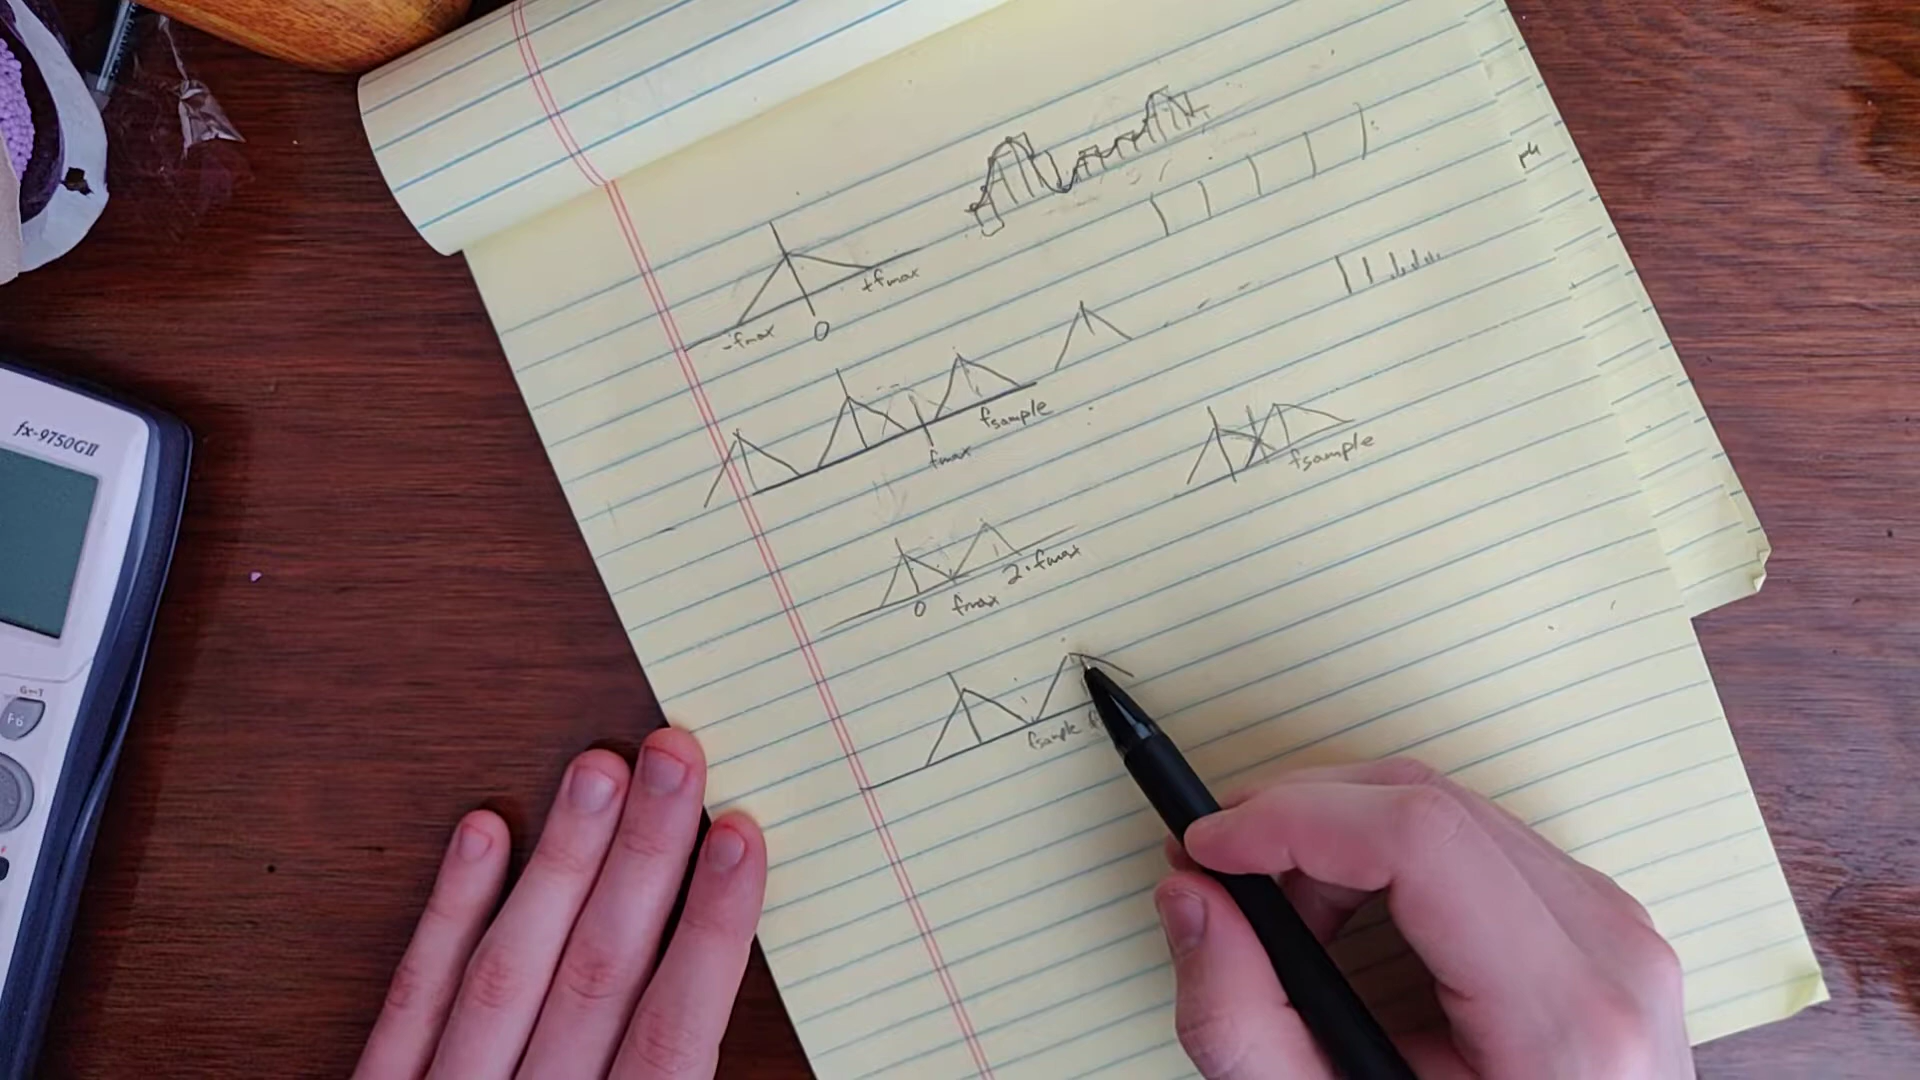 fx-9750GII
F6
-fmax 0 +fmax
fsample
fmax
fsample
0 fmax 2·fmax
fsample